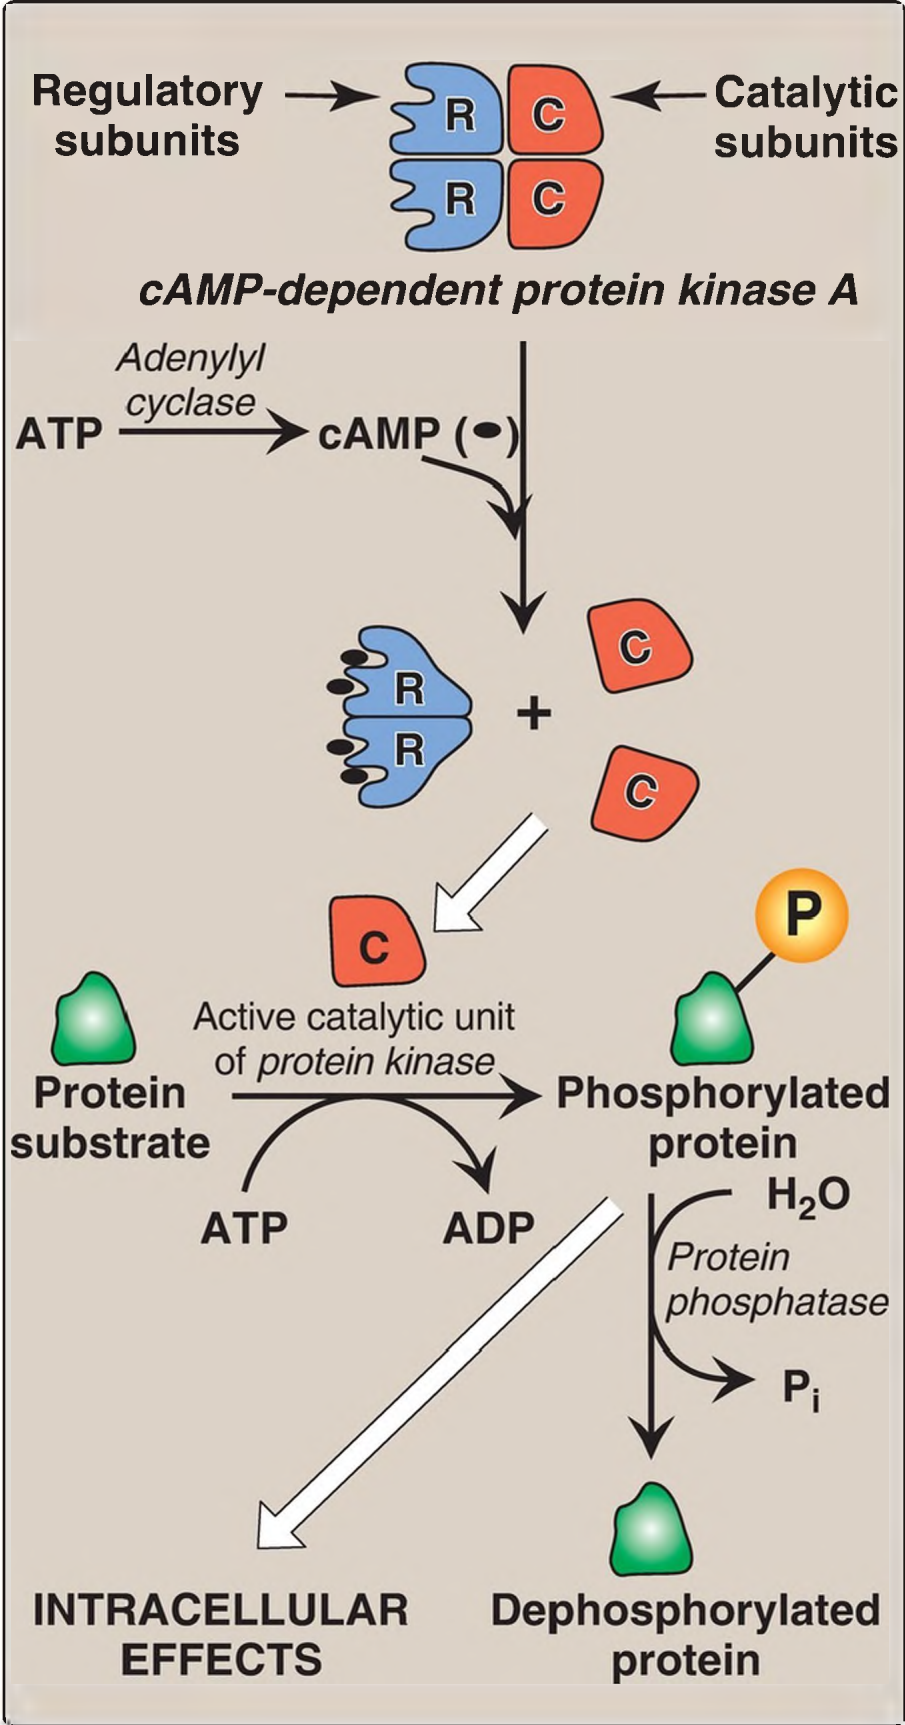 Regulatory
subunits
R
C
R
C
Catalytic
subunits
cAMP-dependent protein kinase A
Adenylyl
cyclase
ATP
cAMP ( )
R
R
+
C
C
P
C
Active catalytic unit
of protein kinase
Protein
substrate
Phosphorylated
protein
ATP
ADP
H₂O
Protein
phosphatase
Pᵢ
INTRACELLULAR
EFFECTS
Dephosphorylated
protein